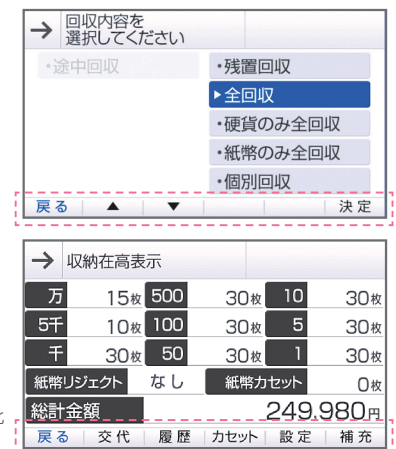 → 回収内容を
選択してください
・途中回収 ・残置回収
▶全回収
・硬貨のみ全回収
・紙幣のみ全回収
・個別回収
戻る ▲ ▼ 決定
→ 収納在高表示
万 15枚 500 30枚 10 30枚
5千 10枚 100 30枚 5 30枚
千 30枚 50 30枚 1 30枚
紙幣リジェクト なし 紙幣カセット 0枚
総計金額 249,980円
戻る 交代 履歴 カセット 設定 補充